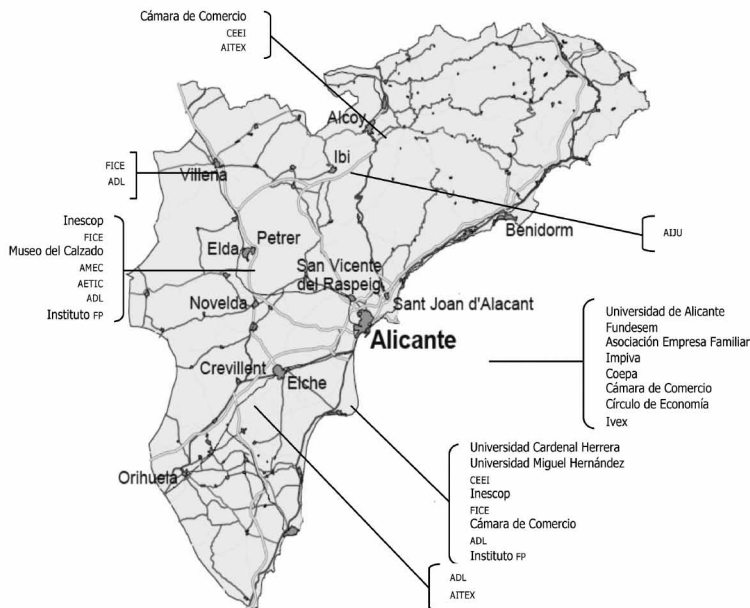 Cámara de Comercio
CEEI
AITEX
Alcoy
Ibi
Villena
FICE
ADL
AIJU
Benidorm
Inescop
FICE
Museo del Calzado
AMEC
AETIC
ADL
Instituto FP
Elda
Petrer
San Vicente
del Raspeig
Novelda
Sant Joan d'Alacant
Alicante
Universidad de Alicante
Fundesem
Asociación Empresa Familiar
Impiva
Coepa
Cámara de Comercio
Círculo de Economía
Ivex
Crevillent
Elche
Orihuela
Universidad Cardenal Herrera
Universidad Miguel Hernández
CEEI
Inescop
FICE
Cámara de Comercio
ADL
Instituto FP
ADL
AITEX